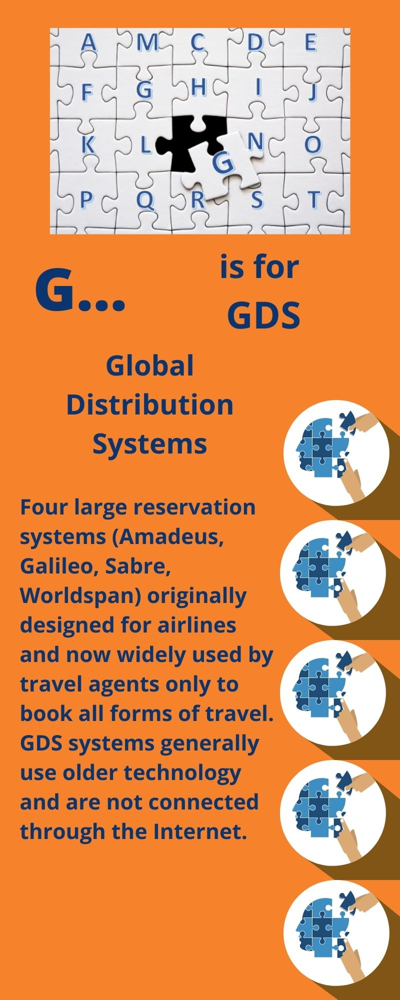 A M C D E
F G H I J
K L N O
G
P Q R S T
G...
is for
GDS
Global
Distribution
Systems
Four large reservation
systems (Amadeus,
Galileo, Sabre,
Worldspan) originally
designed for airlines
and now widely used by
travel agents only to
book all forms of travel.
GDS systems generally
use older technology
and are not connected
through the Internet.